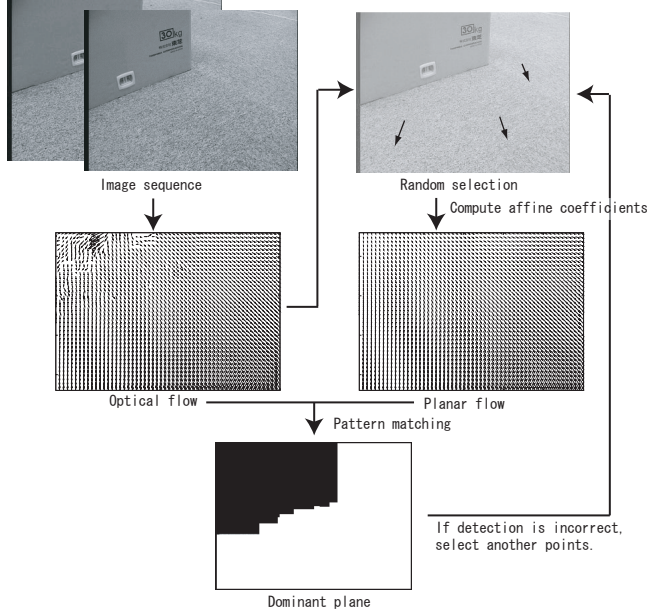 30kg
30kg
Image sequence
Random selection
Compute affine coefficients
Optical flow
Planar flow
Pattern matching
If detection is incorrect,
select another points.
Dominant plane